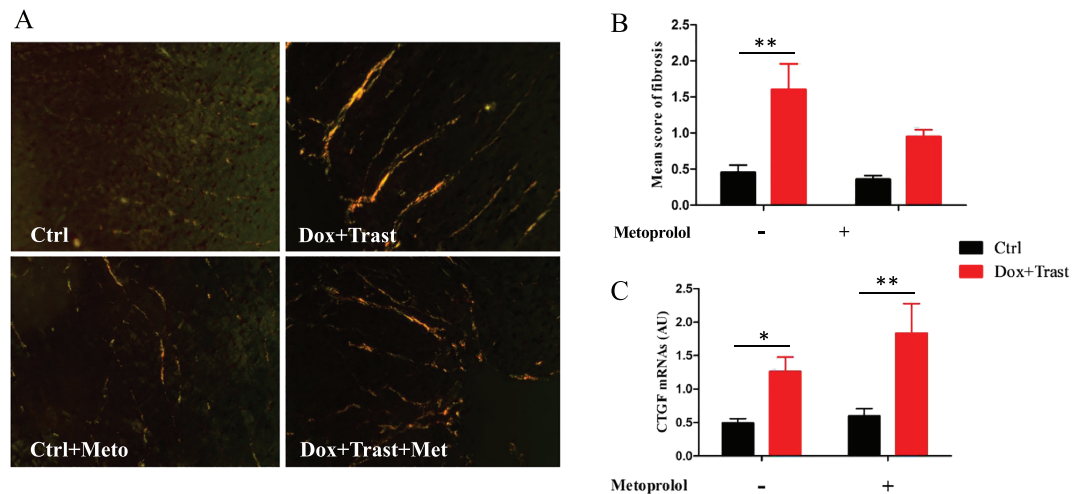 A
Ctrl
Dox+Trast
Ctrl+Meto
Dox+Trast+Met
B
**
2.5
2.0
1.5
1.0
0.5
0.0
Mean score of fibrosis
Metoprolol - +
Ctrl
Dox+Trast
C
*
**
2.5
2.0
1.5
1.0
0.5
0.0
CTGF mRNAs (AU)
Metoprolol - +